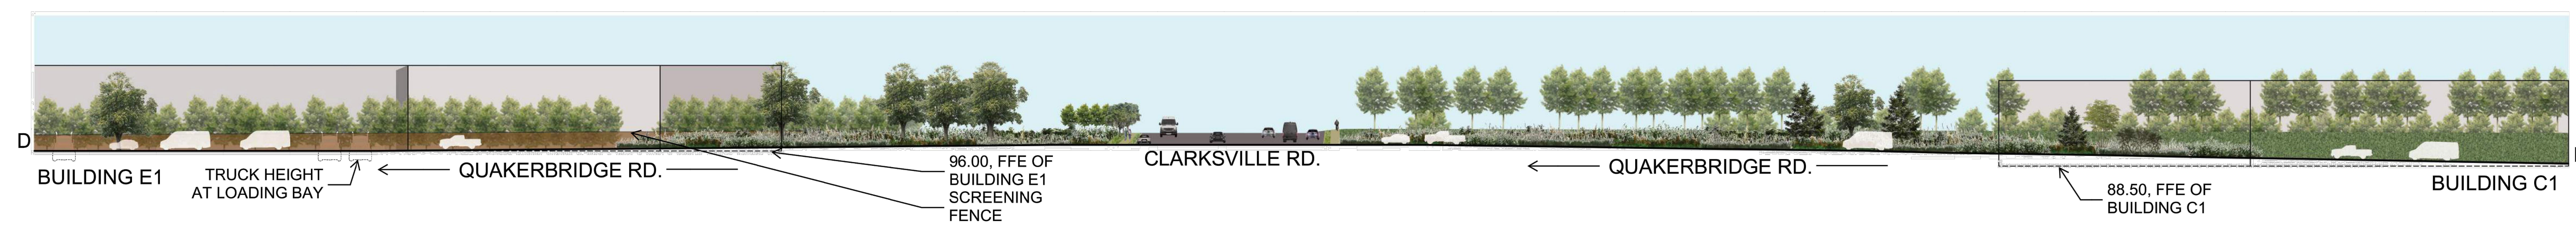 D
BUILDING E1
TRUCK HEIGHT
AT LOADING BAY
QUAKERBRIDGE RD.
96.00, FFE OF
BUILDING E1
SCREENING
FENCE
CLARKSVILLE RD.
QUAKERBRIDGE RD.
88.50, FFE OF
BUILDING C1
BUILDING C1